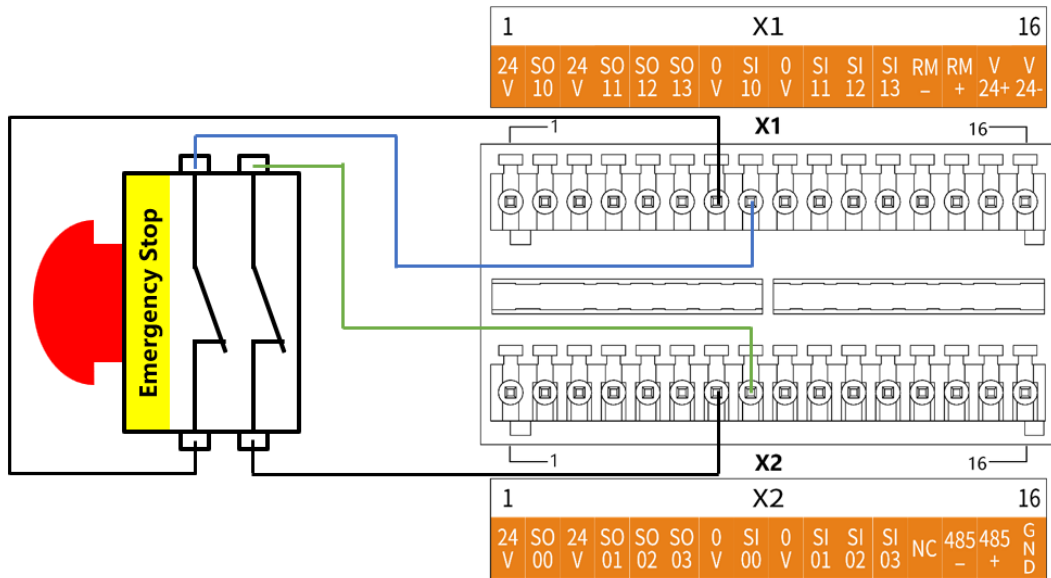 1 X1 16
24 V SO 10 24 V SO 11 SO 12 SO 13 0 V SI 10 0 V SI 11 SI 12 SI 13 RM – RM + V 24+ V 24-
1 X1 16
Emergency Stop
1 X2 16
1 X2 16
24 V SO 00 24 V SO 01 SO 02 SO 03 0 V SI 00 0 V SI 01 SI 02 SI 03 NC 485 – 485 + GND